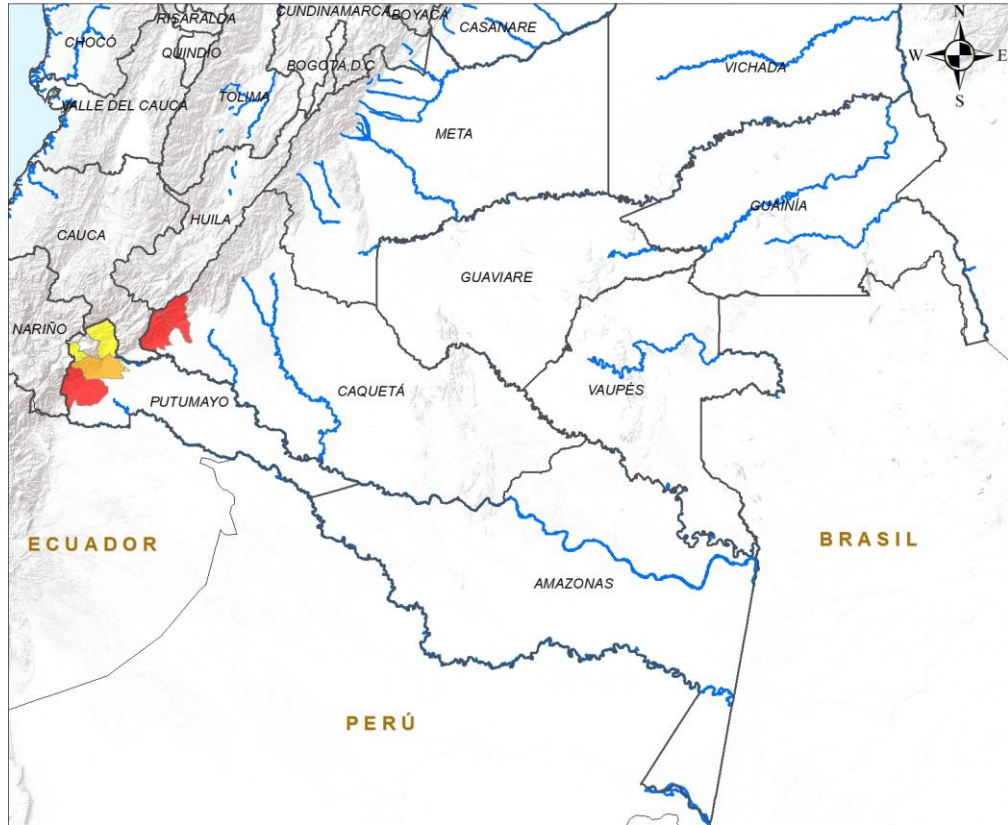 RISARALDA
CUNDINAMARCA
BOYACÁ
CASANARE
N
CHOCÓ
QUINDIO
BOGOTÁ D.C
W
E
VICHADA
S
VALLE DEL CAUCA
TOLIMA
META
HUILA
GUAINÍA
CAUCA
GUAVIARE
NARIÑO
CAQUETÁ
VAUPÉS
PUTUMAYO
ECUADOR
BRASIL
AMAZONAS
PERÚ